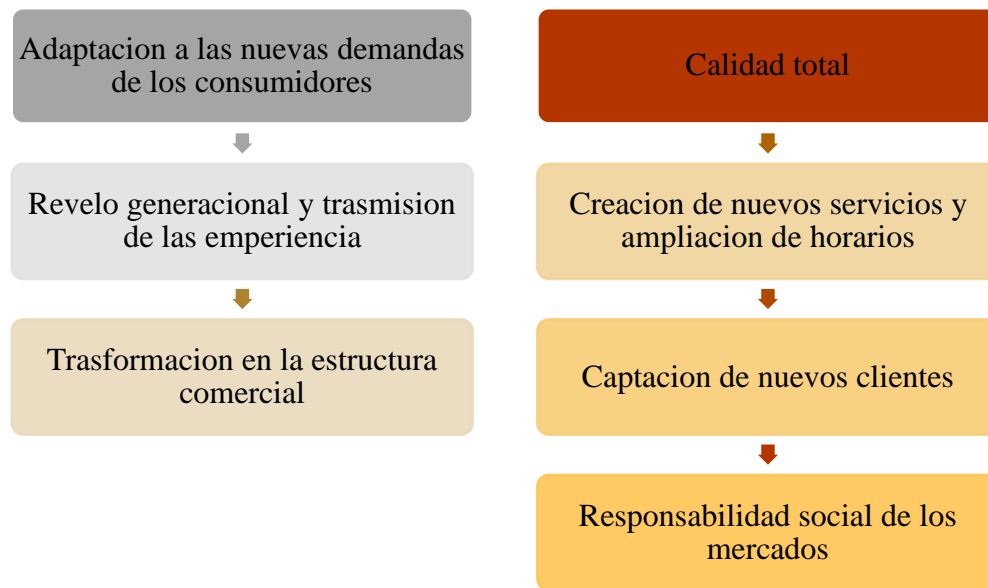 Adaptacion a las nuevas demandas
de los consumidores
Revelo generacional y trasmision
de las emperiencia
Trasformacion en la estructura
comercial
Calidad total
Creacion de nuevos servicios y
ampliacion de horarios
Captacion de nuevos clientes
Responsabilidad social de los
mercados